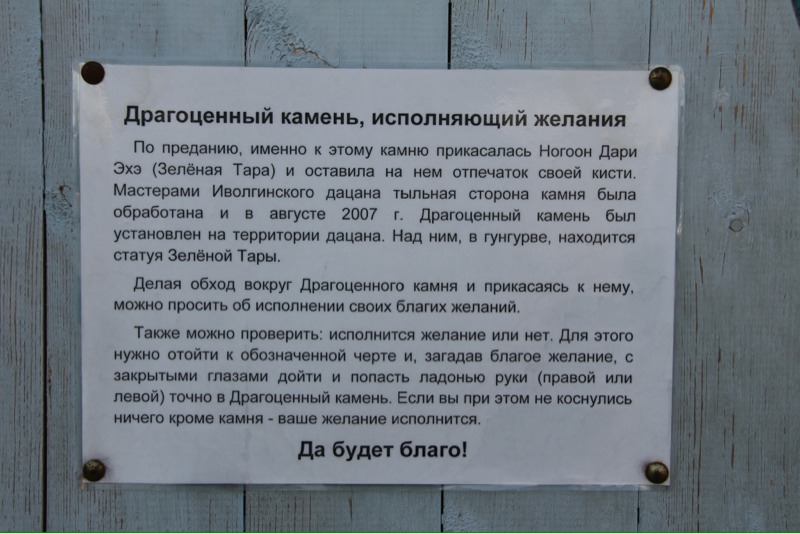 Драгоценный камень, исполняющий желания
По преданию, именно к этому камню прикасалась Ногоон Дари
Эхэ (Зелёная Тара) и оставила на нем отпечаток своей кисти.
Мастерами Иволгинского дацана тыльная сторона камня была
обработана и в августе 2007 г. Драгоценный камень был
установлен на территории дацана. Над ним, в гунгурве, находится
статуя Зелёной Тары.
Делая обход вокруг Драгоценного камня и прикасаясь к нему,
можно просить об исполнении своих благих желаний.
Также можно проверить: исполнится желание или нет. Для этого
нужно отойти к обозначенной черте и, загадав благое желание, с
закрытыми глазами дойти и попасть ладонью руки (правой или
левой) точно в Драгоценный камень. Если вы при этом не коснулись
ничего кроме камня - ваше желание исполнится.
Да будет благо!